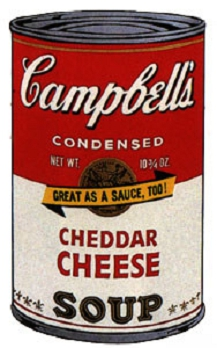 Campbell's
CONDENSED
NET WT. 10¾ OZ.
GREAT AS A SAUCE, TOO!
CHEDDAR
CHEESE
SOUP